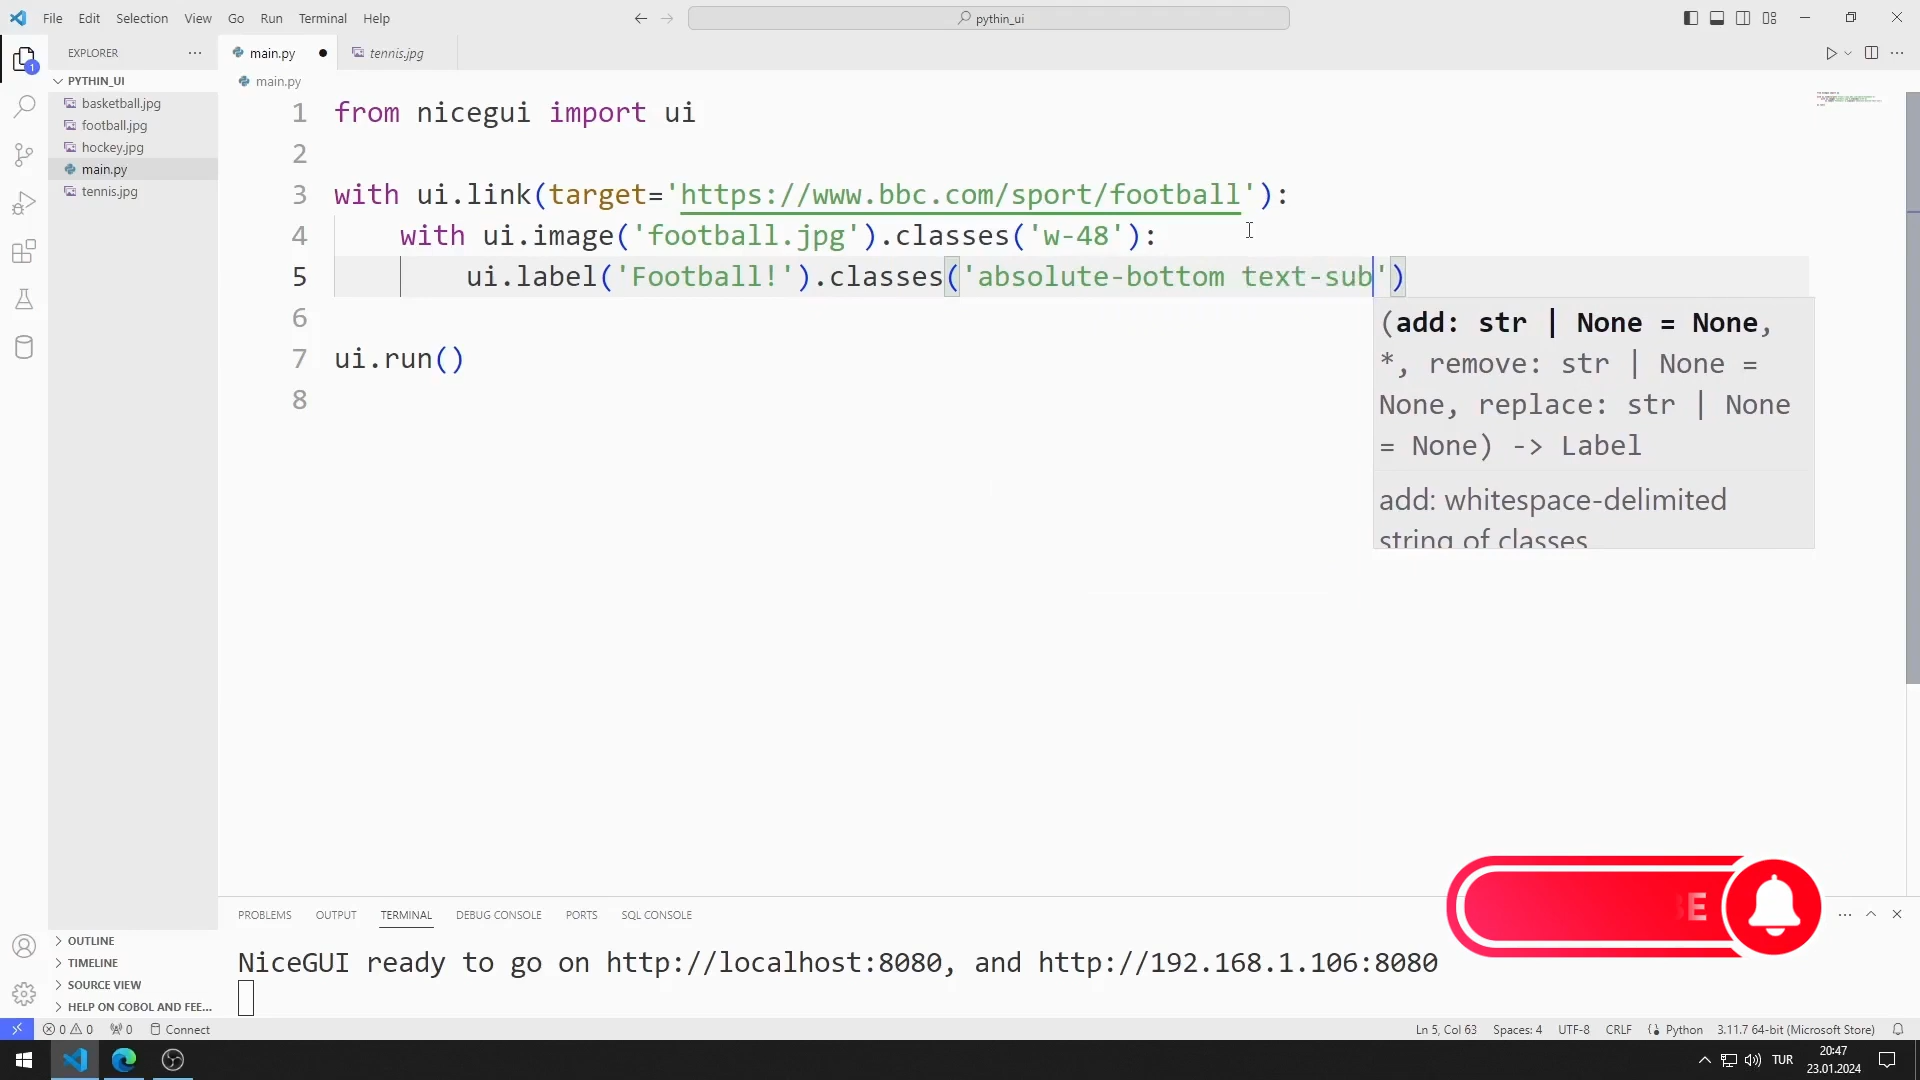 File Edit Selection View Go Run Terminal Help
pythin_ui
EXPLORER
main.py
tennis.jpg
PYTHIN_UI
basketball.jpg
football.jpg
hockey.jpg
main.py
tennis.jpg
main.py
1 from nicegui import ui
2
3 with ui.link(target='https://www.bbc.com/sport/football'):
4 with ui.image('football.jpg').classes('w-48'):
5 ui.label('Football!').classes('absolute-bottom text-sub')
6
7 ui.run()
8
(add: str | None = None,
*, remove: str | None =
None, replace: str | None
= None) -> Label
add: whitespace-delimited
string of classes
PROBLEMS OUTPUT TERMINAL DEBUG CONSOLE PORTS SQL CONSOLE
NiceGUI ready to go on http://localhost:8080, and http://192.168.1.106:8080
OUTLINE
TIMELINE
SOURCE VIEW
HELP ON COBOL AND FEE...
1
0 0 0 Connect
Ln 5, Col 63 Spaces: 4 UTF-8 CRLF Python 3.11.7 64-bit (Microsoft Store)
TUR
20:47
23.01.2024